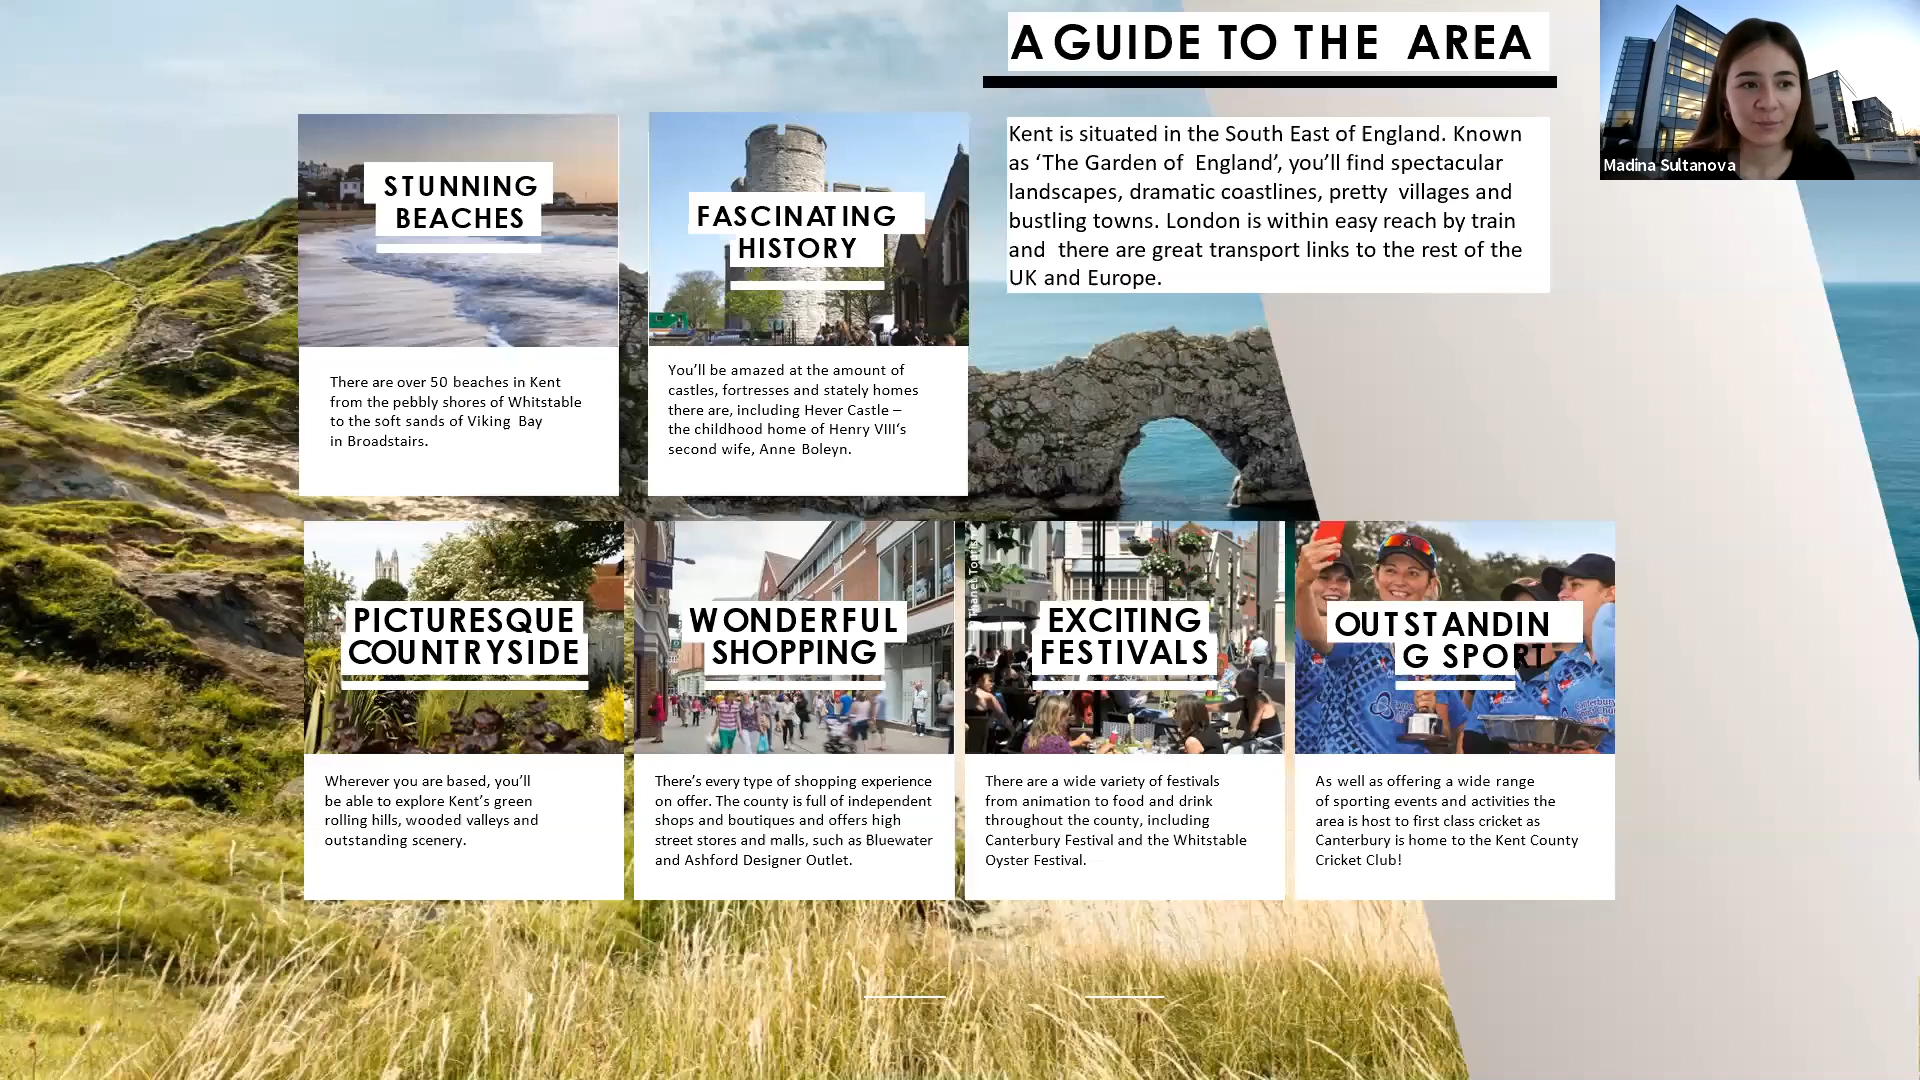 A GUIDE TO THE AREA
Kent is situated in the South East of England. Known
as ‘The Garden of England’, you’ll find spectacular
landscapes, dramatic coastlines, pretty villages and
bustling towns. London is within easy reach by train
and there are great transport links to the rest of the
UK and Europe.
Madina Sultanova
STUNNING
BEACHES
There are over 50 beaches in Kent
from the pebbly shores of Whitstable
to the soft sands of Viking Bay
in Broadstairs.
FASCINATING
HISTORY
You’ll be amazed at the amount of
castles, fortresses and stately homes
there are, including Hever Castle –
the childhood home of Henry VIII‘s
second wife, Anne Boleyn.
PICTURESQUE
COUNTRYSIDE
Wherever you are based, you’ll
be able to explore Kent’s green
rolling hills, wooded valleys and
outstanding scenery.
WONDERFUL
SHOPPING
There’s every type of shopping experience
on offer. The county is full of independent
shops and boutiques and offers high
street stores and malls, such as Bluewater
and Ashford Designer Outlet.
Thanet Tourism
EXCITING
FESTIVALS
There are a wide variety of festivals
from animation to food and drink
throughout the county, including
Canterbury Festival and the Whitstable
Oyster Festival.
OUTSTANDIN
G SPORT
As well as offering a wide range
of sporting events and activities the
area is host to first class cricket as
Canterbury is home to the Kent County
Cricket Club!